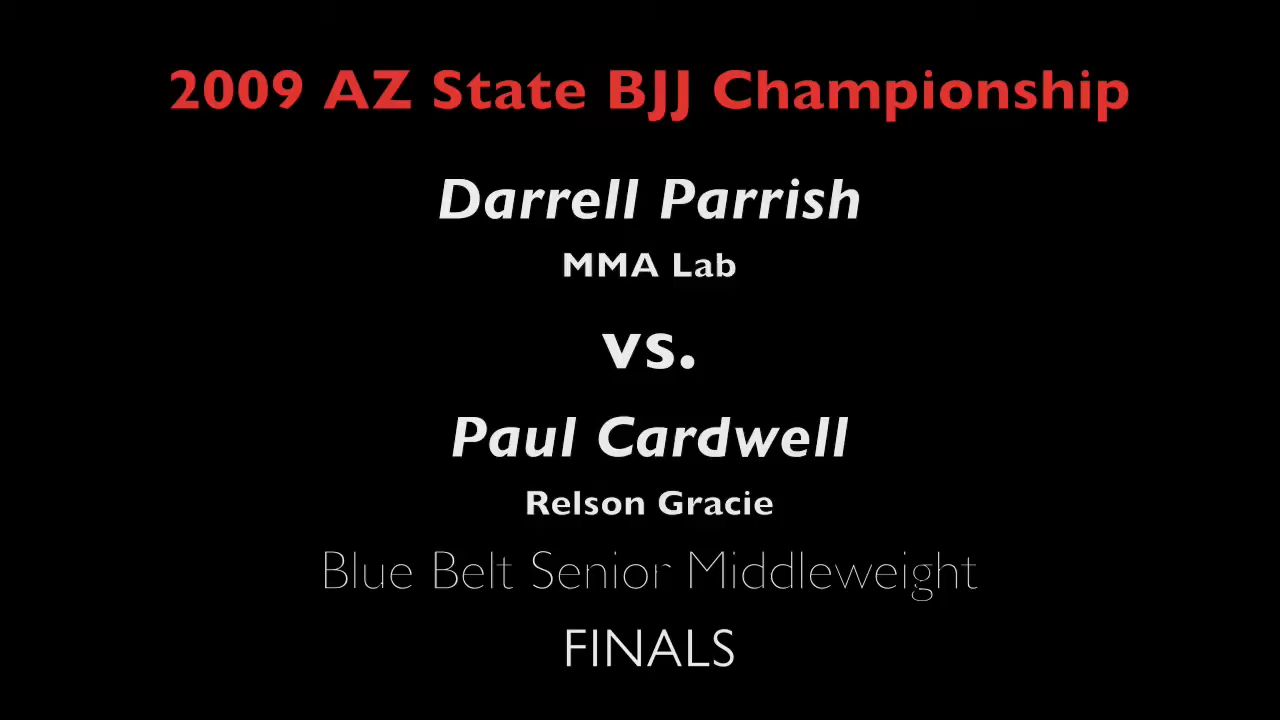 2009 AZ State BJJ Championship
Darrell Parrish
MMA Lab
vs.
Paul Cardwell
Relson Gracie
Blue Belt Senior Middleweight
FINALS